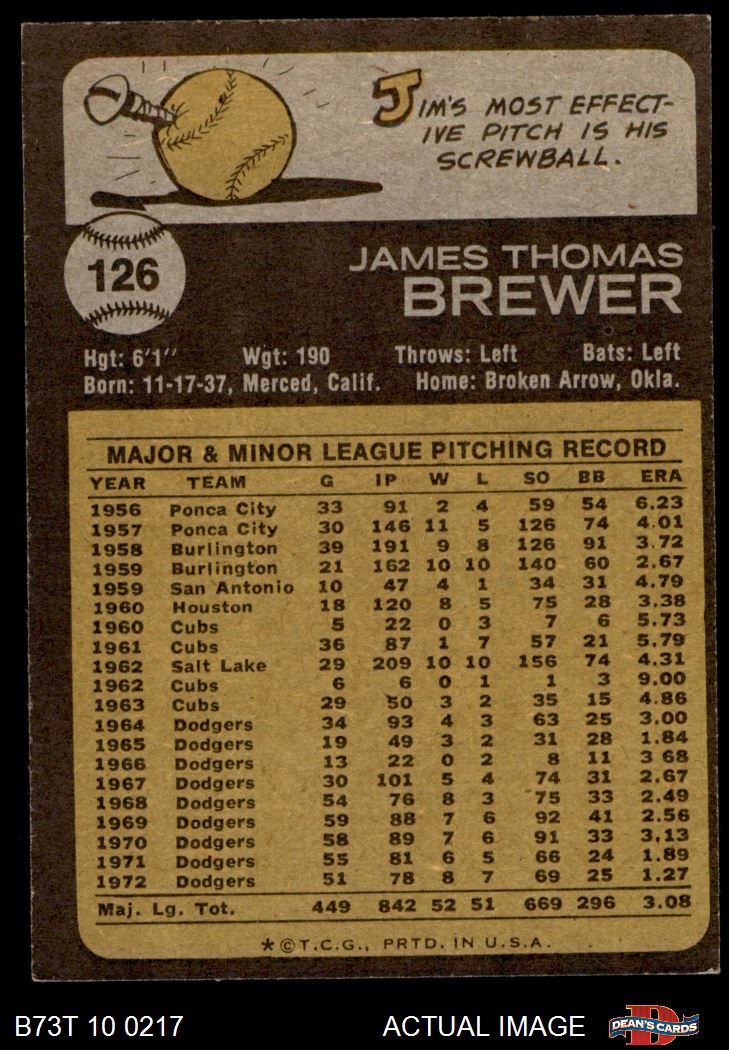 JIM'S MOST EFFECT-
IVE PITCH IS HIS
SCREWBALL.
126
JAMES THOMAS
BREWER
Hgt: 6'1" Wgt: 190 Throws: Left Bats: Left
Born: 11-17-37, Merced, Calif. Home: Broken Arrow, Okla.
MAJOR & MINOR LEAGUE PITCHING RECORD
YEAR TEAM G IP W L SO BB ERA
1956 Ponca City 33 91 2 4 59 54 6.23
1957 Ponca City 30 146 11 5 126 74 4.01
1958 Burlington 39 191 9 8 126 91 3.72
1959 Burlington 21 162 10 10 140 60 2.67
1959 San Antonio 10 47 4 1 34 31 4.79
1960 Houston 18 120 8 5 75 28 3.38
1960 Cubs 5 22 0 3 7 6 5.73
1961 Cubs 36 87 1 7 57 21 5.79
1962 Salt Lake 29 209 10 10 156 74 4.31
1962 Cubs 6 6 0 1 1 3 9.00
1963 Cubs 29 50 3 2 35 15 4.86
1964 Dodgers 34 93 4 3 63 25 3.00
1965 Dodgers 19 49 3 2 31 28 1.84
1966 Dodgers 13 22 0 2 8 11 3 68
1967 Dodgers 30 101 5 4 74 31 2.67
1968 Dodgers 54 76 8 3 75 33 2.49
1969 Dodgers 59 88 7 6 92 41 2.56
1970 Dodgers 58 89 7 6 91 33 3.13
1971 Dodgers 55 81 6 5 66 24 1.89
1972 Dodgers 51 78 8 7 69 25 1.27
Maj. Lg. Tot. 449 842 52 51 669 296 3.08
*©T.C.G., PRTD. IN U.S.A.
B73T 10 0217 ACTUAL IMAGE DEAN'S CARDS